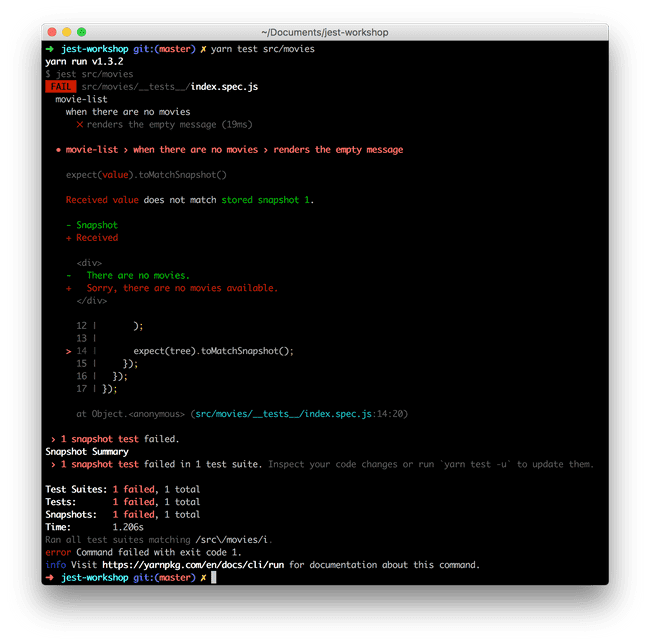 ~/Documents/jest-workshop
➜ jest-workshop git:(master) ✗ yarn test src/movies
yarn run v1.3.2
$ jest src/movies
FAIL src/movies/__tests__/index.spec.js
movie-list
when there are no movies
✕ renders the empty message (19ms)
● movie-list › when there are no movies › renders the empty message
expect(value).toMatchSnapshot()
Received value does not match stored snapshot 1.
- Snapshot
+ Received
<div>
- There are no movies.
+ Sorry, there are no movies available.
</div>
12 | );
13 |
> 14 | expect(tree).toMatchSnapshot();
15 | });
16 | });
17 | });
at Object.<anonymous> (src/movies/__tests__/index.spec.js:14:20)
› 1 snapshot test failed.
Snapshot Summary
› 1 snapshot test failed in 1 test suite. Inspect your code changes or run `yarn test -u` to update them.
Test Suites: 1 failed, 1 total
Tests: 1 failed, 1 total
Snapshots: 1 failed, 1 total
Time: 1.206s
Ran all test suites matching /src\/movies/i.
error Command failed with exit code 1.
info Visit https://yarnpkg.com/en/docs/cli/run for documentation about this command.
➜ jest-workshop git:(master) ✗